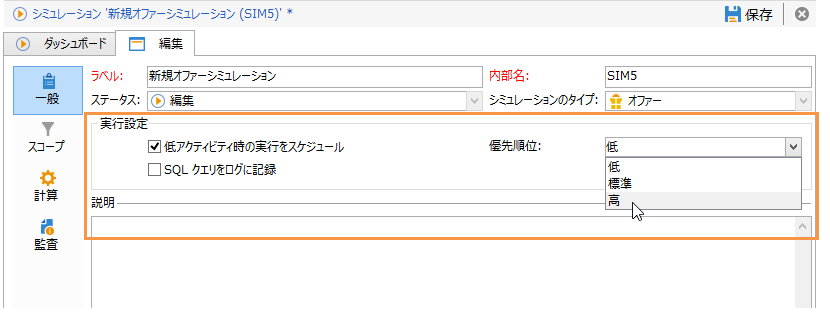 シミュレーション '新規オファーシミュレーション (SIM5)' *
保存
ダッシュボード
編集
一般
スコープ
計算
監査
ラベル: 新規オファーシミュレーション
内部名: SIM5
ステータス: 編集
シミュレーションのタイプ: オファー
実行設定
低アクティビティ時の実行をスケジュール
優先順位: 低
SQL クエリをログに記録
低
標準
高
説明